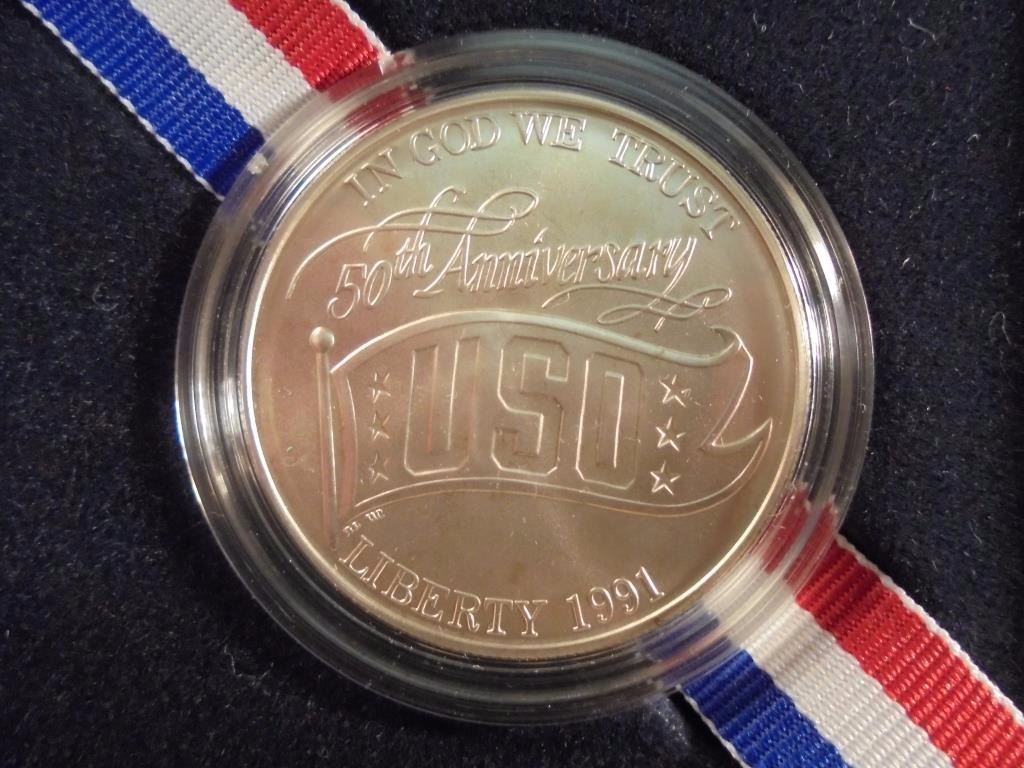 IN GOD WE TRUST
50th Anniversary
USO
LIBERTY 1991